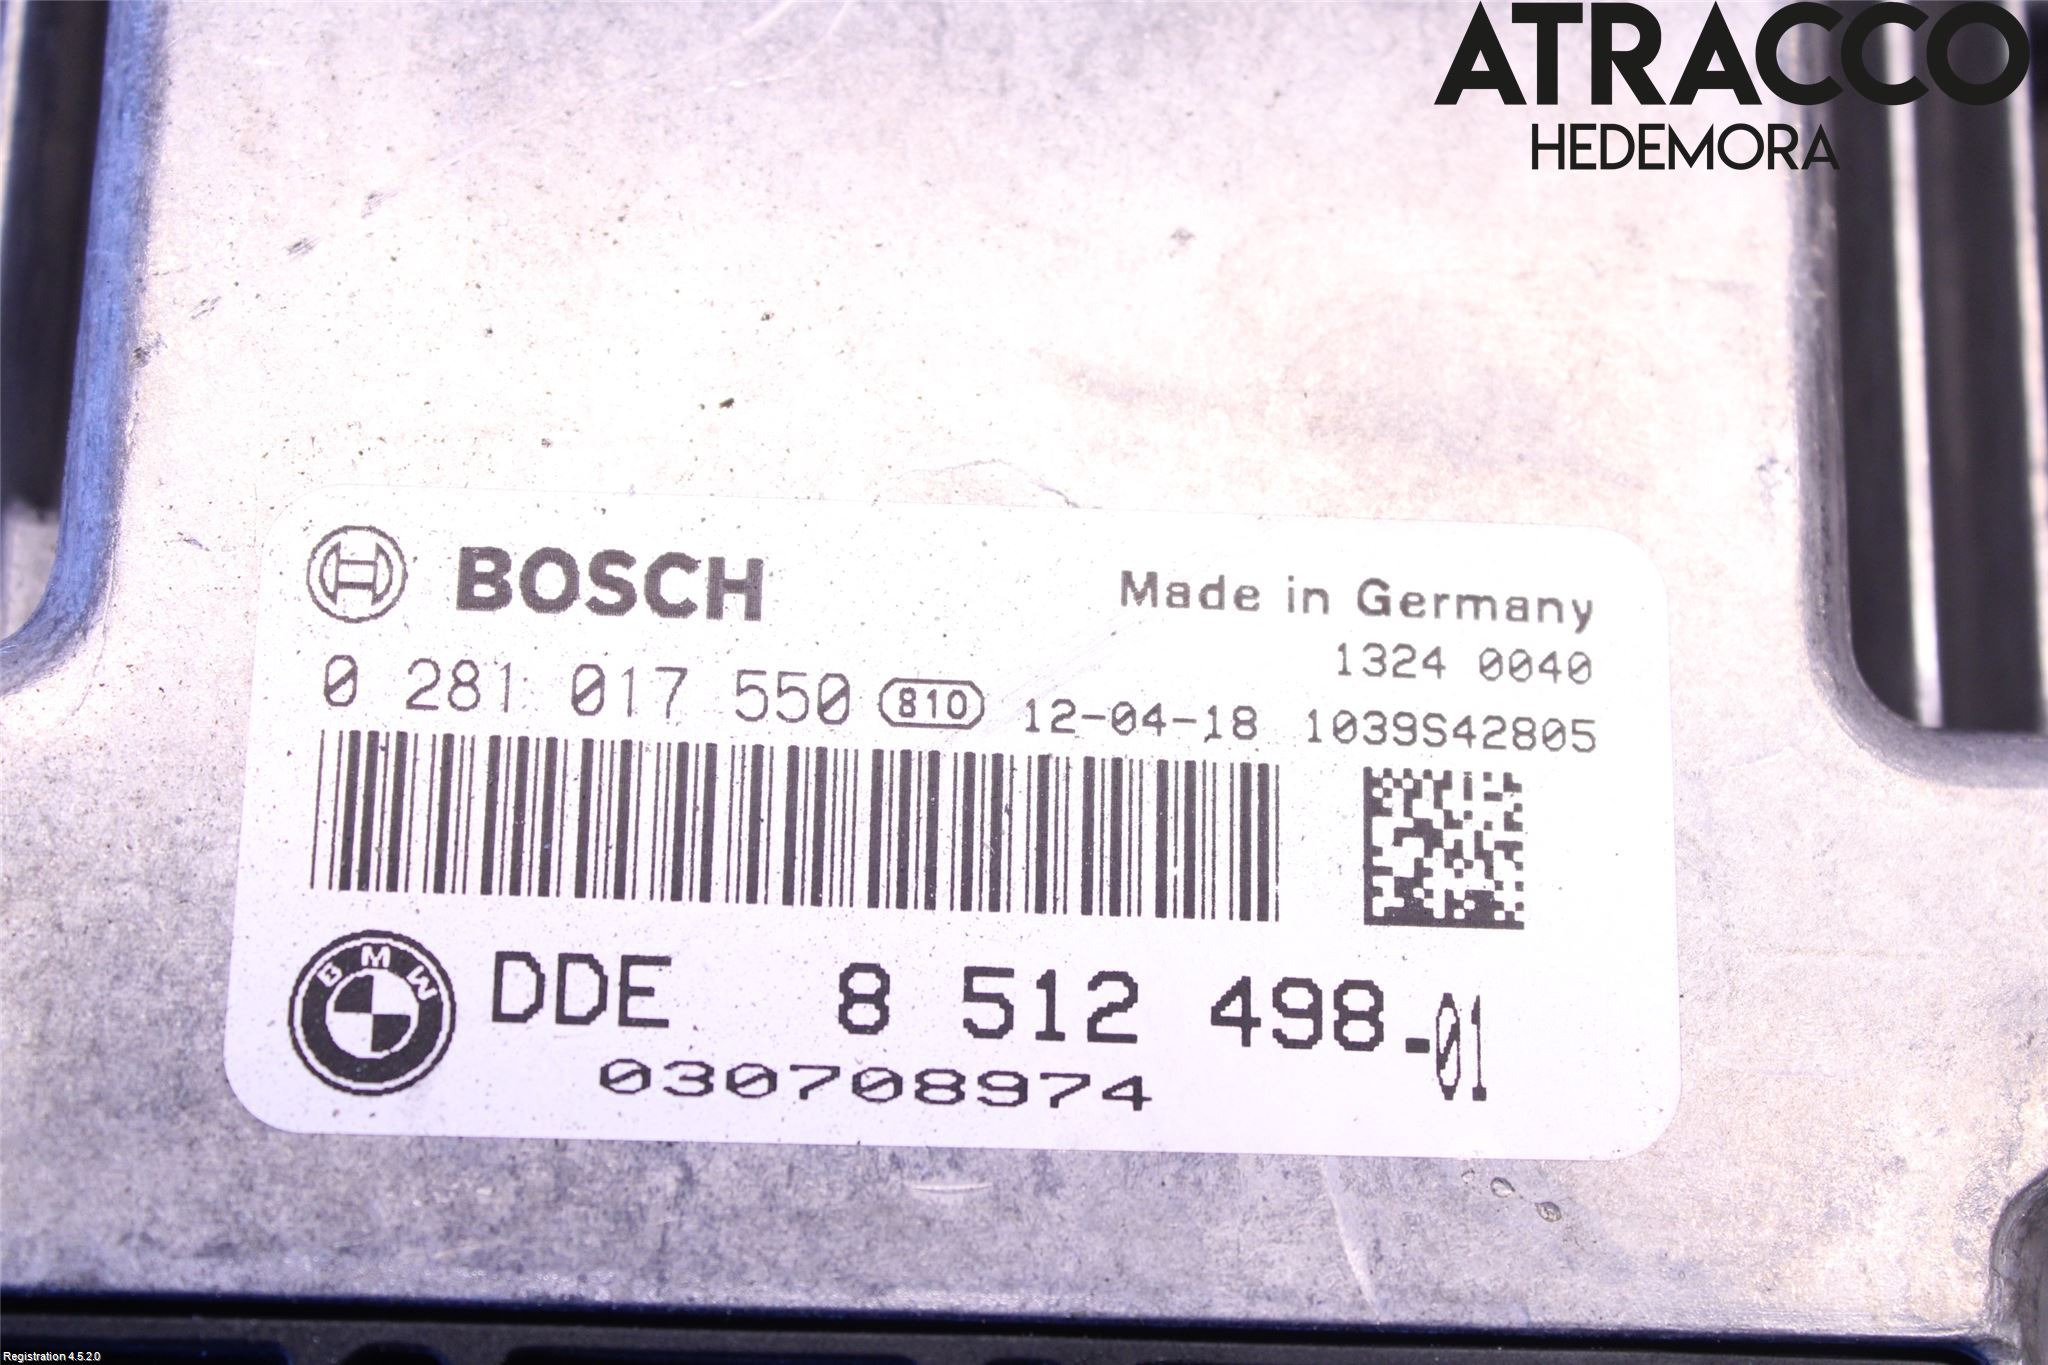 ATRACCO
HEDEMORA
BOSCH
Made in Germany
1324 0040
0 281 017 550 810 12-04-18 1039S42805
BMW
DDE 8 512 498-01
030708974
Registration 4.5.2.0